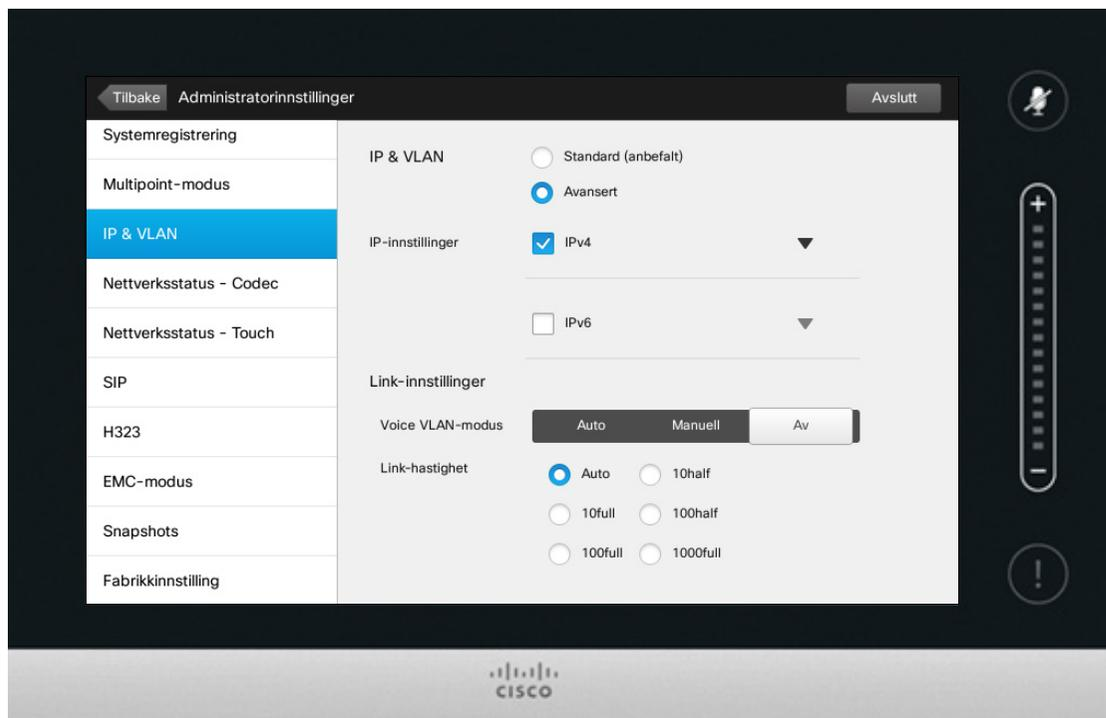 Tilbake Administratorinnstillinger Avslutt
Systemregistrering
Multipoint-modus
IP & VLAN
Nettverksstatus - Codec
Nettverksstatus - Touch
SIP
H323
EMC-modus
Snapshots
Fabrikkinnstilling
IP & VLAN Standard (anbefalt)
Avansert
IP-innstillinger IPv4
IPv6
Link-innstillinger
Voice VLAN-modus Auto Manuell Av
Link-hastighet Auto 10half
10full 100half
100full 1000full
+
−
!
CISCO